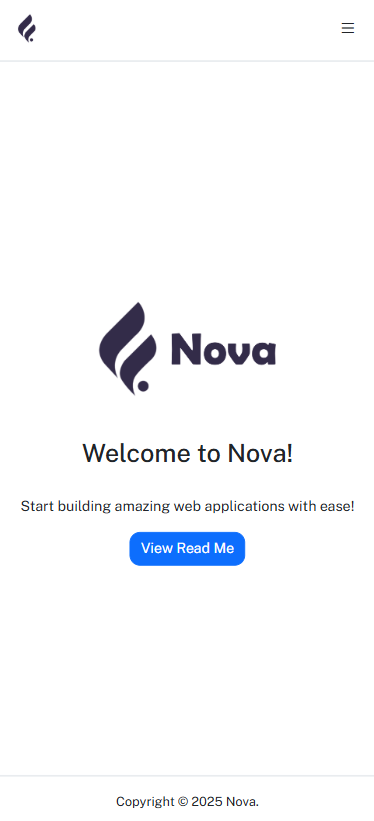 Nova
Welcome to Nova!
Start building amazing web applications with ease!
View Read Me
Copyright © 2025 Nova.